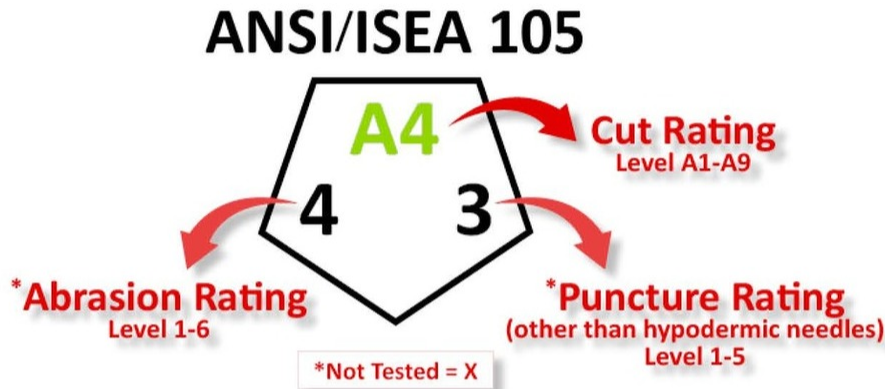 ANSI/ISEA 105
A4
Cut Rating
Level A1-A9
4
3
*Abrasion Rating
Level 1-6
*Puncture Rating
(other than hypodermic needles)
Level 1-5
*Not Tested = X